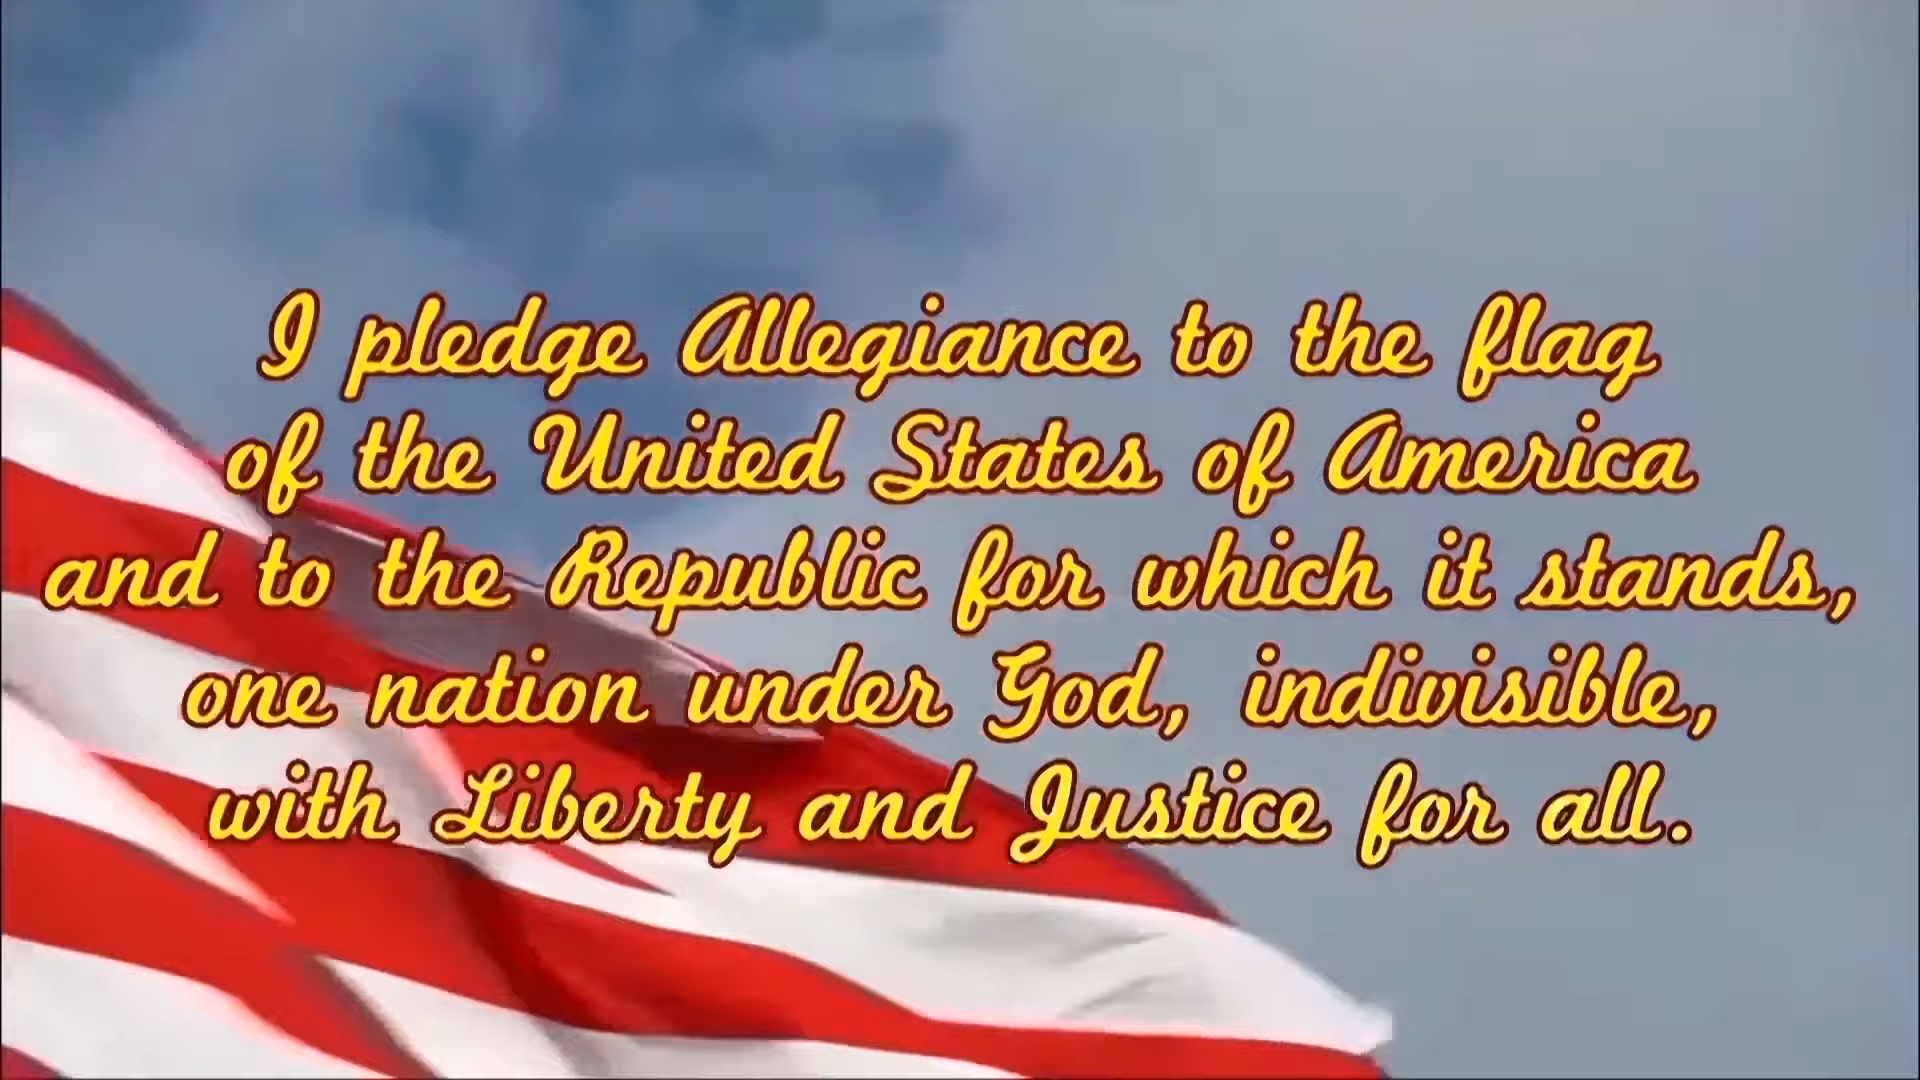 I pledge Allegiance to the flag
of the United States of America
and to the Republic for which it stands,
one nation under God, indivisible,
with Liberty and Justice for all.